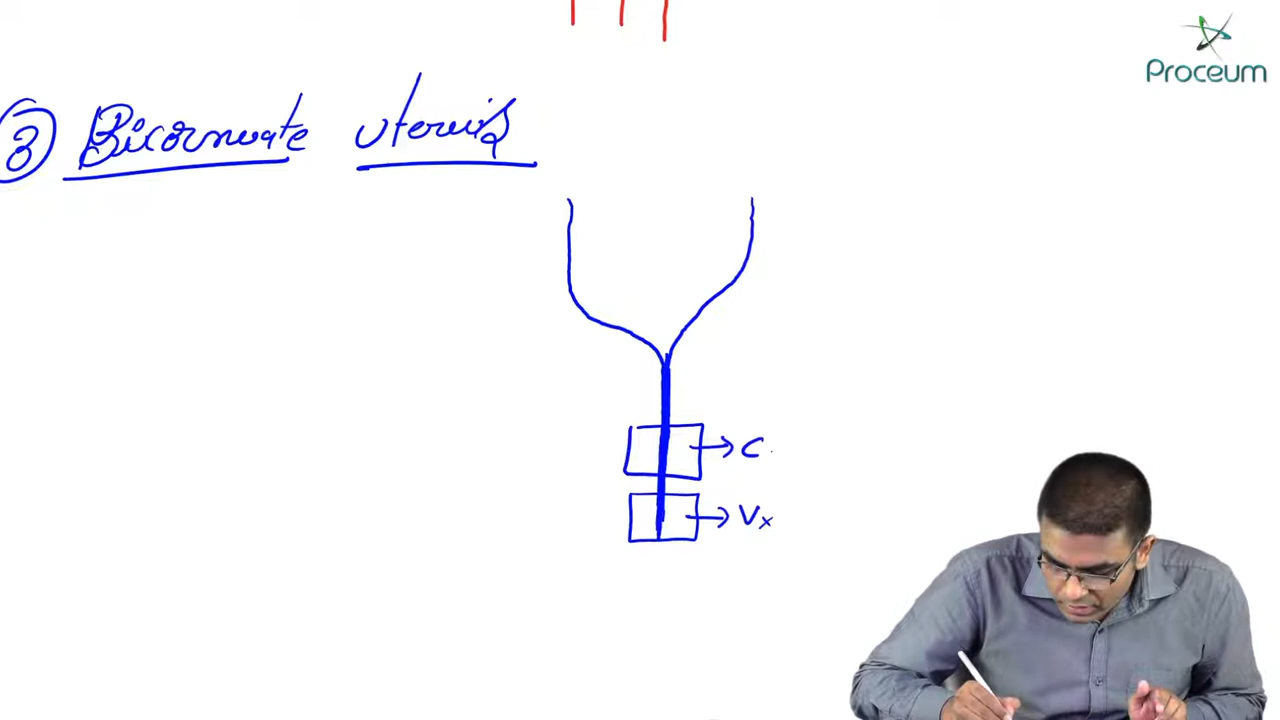 Proceum
③ Bicornuate uterus
→ C
→ Vx